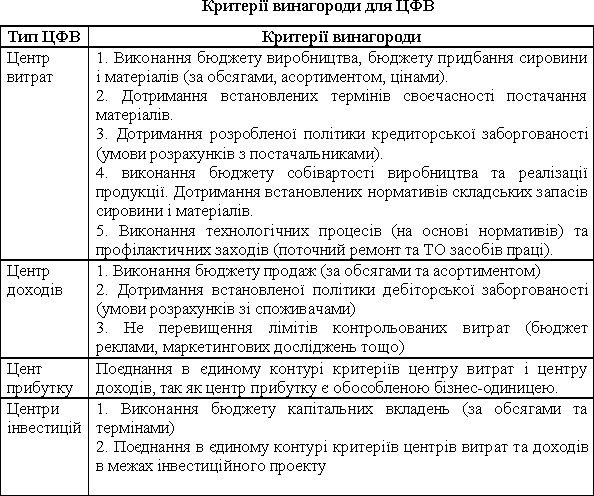 Критерії винагороди для ЦФВ
Тип ЦФВ Критерії винагороди
Центр витрат
1. Виконання бюджету виробництва, бюджету придбання сировини
і матеріалів (за обсягами, асортиментом, цінами).
2. Дотримання встановлених термінів своєчасності постачання
матеріалів.
3. Дотримання розробленої політики кредиторської заборгованості
(умови розрахунків з постачальниками).
4. виконання бюджету собівартості виробництва та реалізації
продукції. Дотримання встановлених нормативів складських запасів
сировини і матеріалів.
5. Виконання технологічних процесів (на основі нормативів) та
профілактичних заходів (поточний ремонт та ТО засобів праці).
Центр
доходів
1. Виконання бюджету продаж (за обсягами та асортиментом)
2. Дотримання встановленої політики дебіторської заборгованості
(умови розрахунків зі споживачами)
3. Не перевищення лімітів контрольованих витрат (бюджет
реклами, маркетингових досліджень тощо)
Цент
прибутку
Поєднання в єдиному контурі критеріїв центру витрат і центру
доходів, так як центр прибутку є обособленою бізнес-одиницею.
Центри
інвестицій
1. Виконання бюджету капітальних вкладень (за обсягами та
термінами)
2. Поєднання в єдиному контурі критеріїв центрів витрат та доходів
в межах інвестиційного проекту